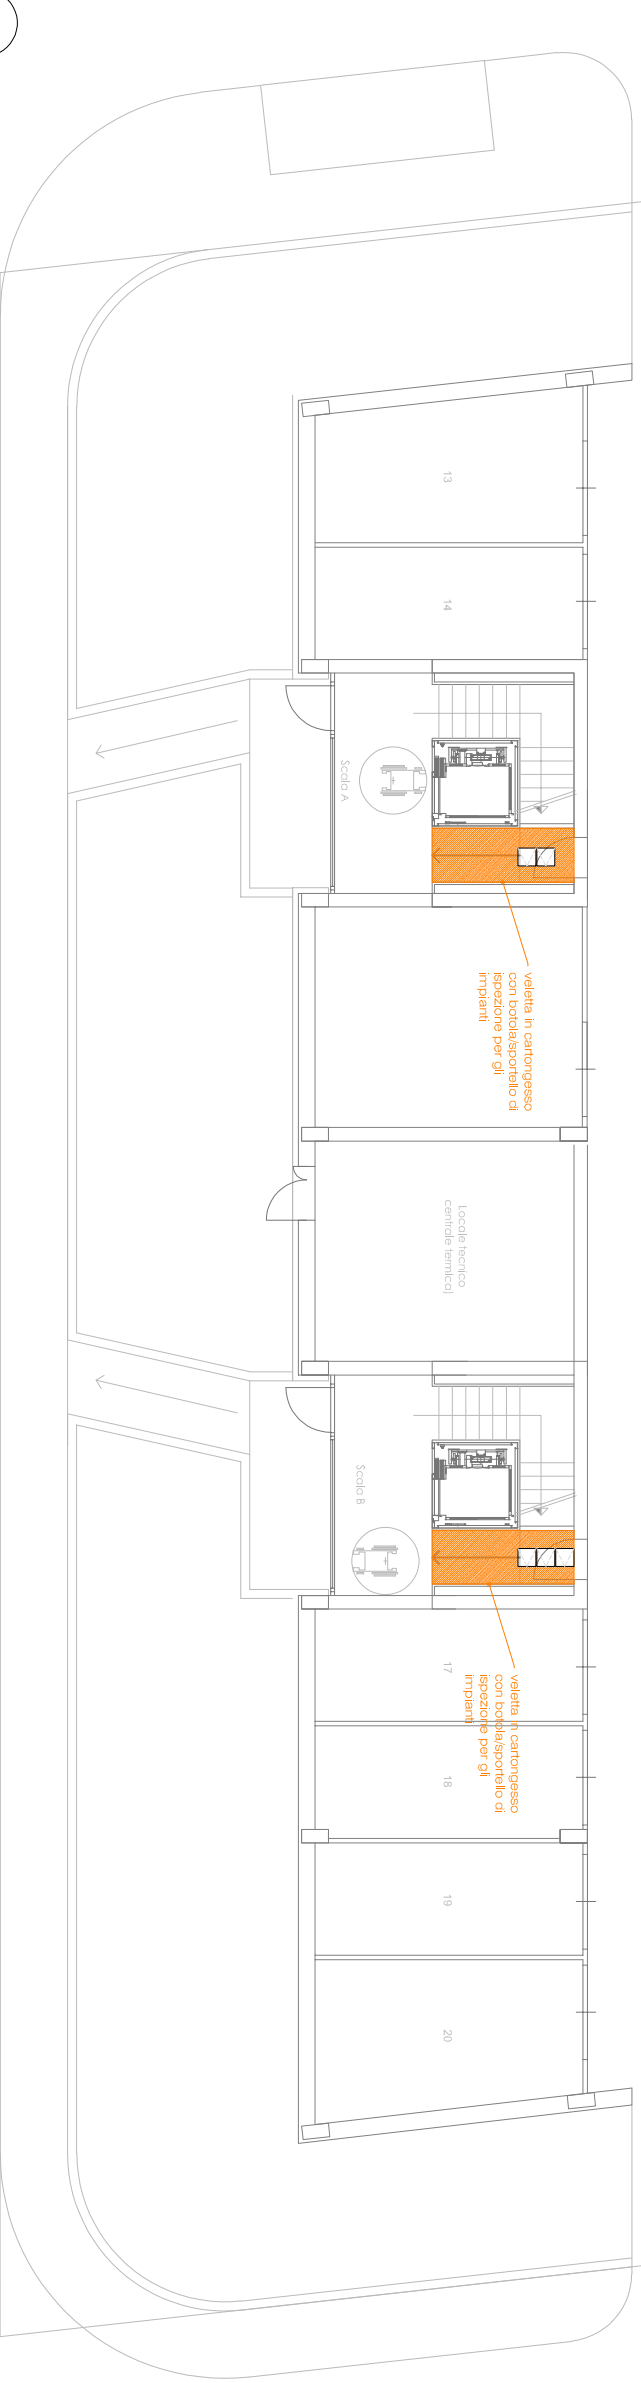 13
14
Scala A
veletta in cartongesso
con botola/sportello di
ispezione per gli
impianti
Locale tecnico
centrale termica)
Scala B
17
veletta in cartongesso
con botola/sportello di
ispezione per gli
impianti
18
19
20